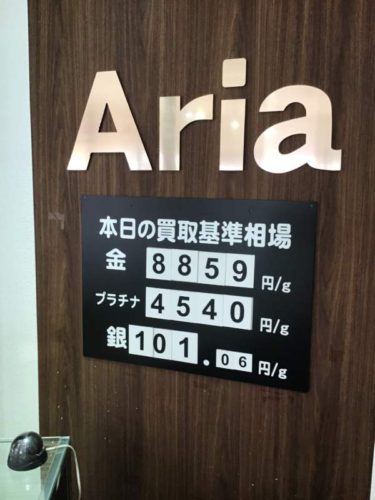 Aria
本日の買取基準相場
金 8859 円/g
プラチナ 4540 円/g
銀 101.06 円/g